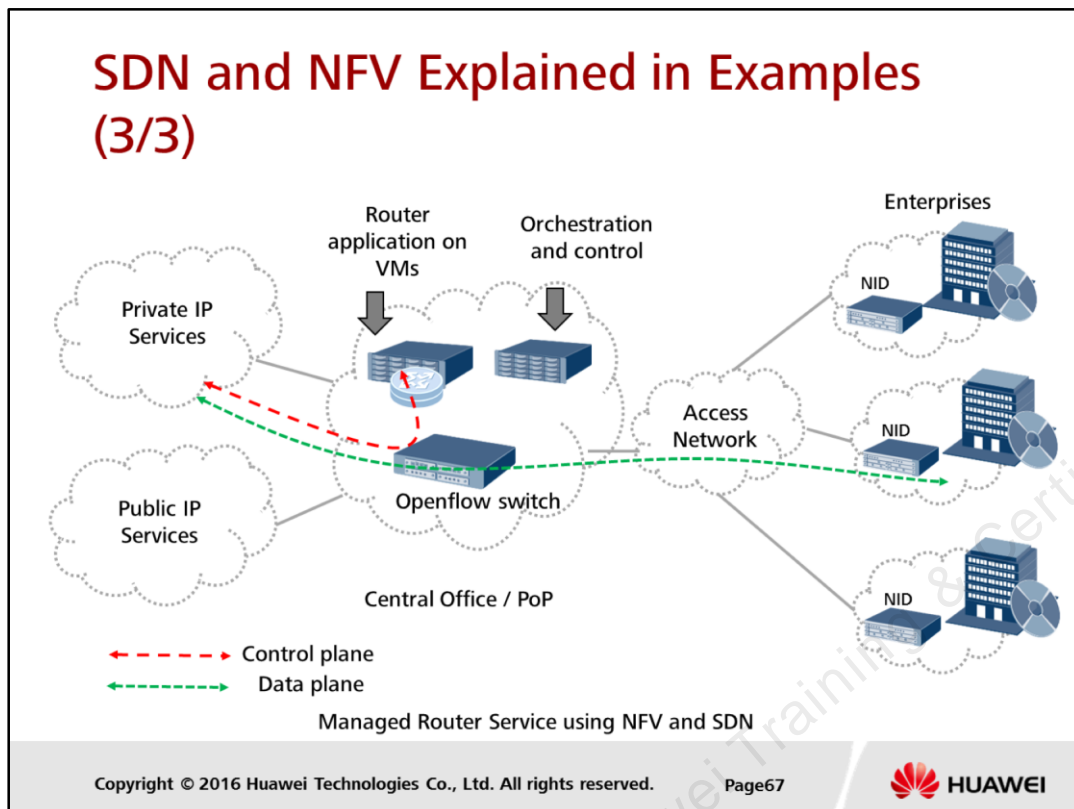 SDN and NFV Explained in Examples
(3/3)
Router
application on
VMs
Orchestration
and control
Enterprises
Private IP
Services
NID
Access
Network
NID
Openflow switch
Public IP
Services
NID
Central Office / PoP
Control plane
Data plane
Managed Router Service using NFV and SDN
Copyright © 2016 Huawei Technologies Co., Ltd. All rights reserved.
Page67
HUAWEI
Training & Certi